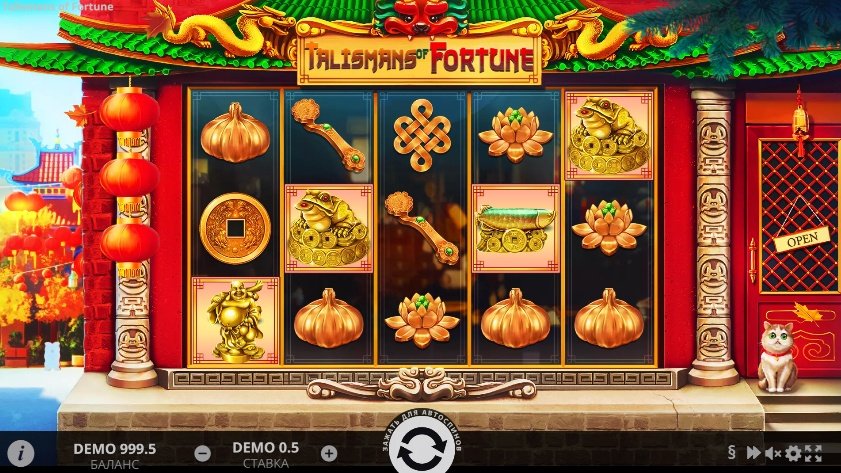 Talismans of Fortune
TALISMANS OF FORTUNE
OPEN
ЗАЖАТЬ ДЛЯ АВТОСПИНОВ
DEMO 999.5
БАЛАНС
DEMO 0.5
СТАВКА